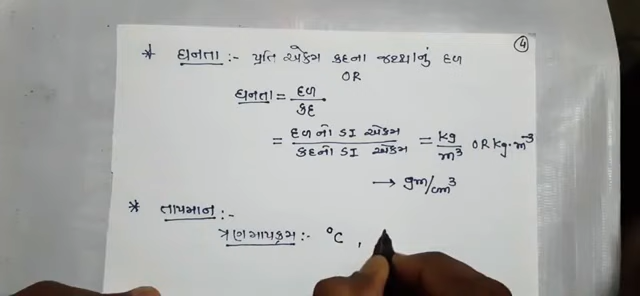 ④
* ઘનતા :- પ્રતિ એકમ કદના જથ્થાનું દળ
OR
ઘનતા = દળ / કદ
= દળનો SI એકમ / કદનો SI એકમ = kg / m³ OR kg·m⁻³
→ gm/cm³
* તાપમાન :-
ત્રણ માપક્રમ :- °C ,